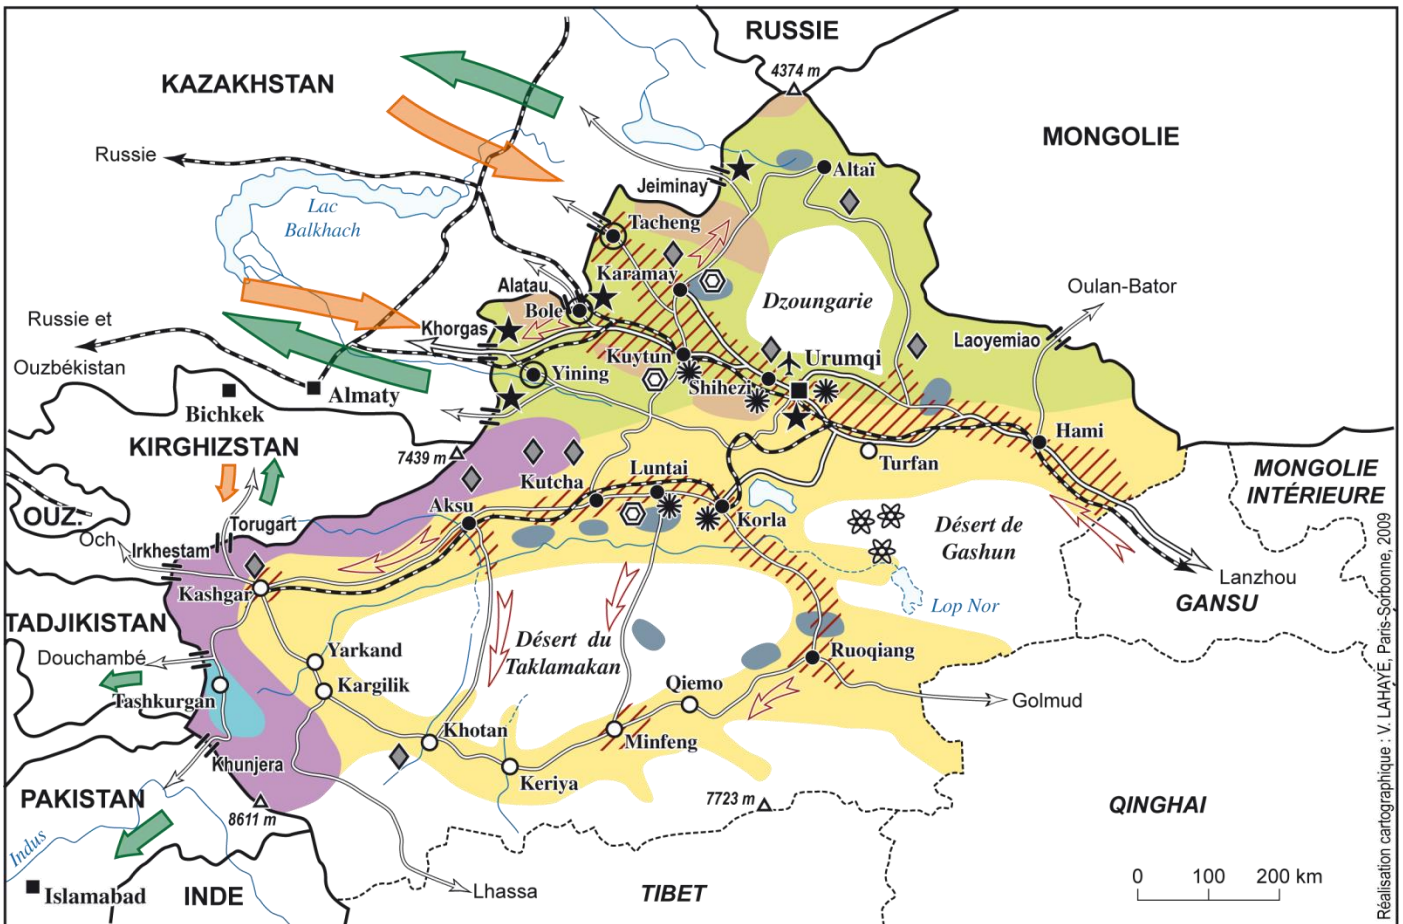 RUSSIE
4374 m
KAZAKHSTAN
MONGOLIE
Russie
Altaï
Jeiminay
Lac
Balkhach
Tacheng
Karamay
Alatau
Bole
Dzoungarie
Oulan-Bator
Russie et
Ouzbékistan
Khorgas
Laoyemiao
Kuytun
Urumqi
Yining
Shihezi
Almaty
Bichkek
KIRGHIZSTAN
7439 m
Hami
Turfan
MONGOLIE
INTÉRIEURE
Luntai
Kutcha
Aksu
Korla
OUZ.
Torugart
Och
Irkhestam
Désert de
Gashun
Kashgar
Lanzhou
GANSU
Lop Nor
TADJIKISTAN
Douchambé
Yarkand
Désert du
Taklamakan
Ruoqiang
Kargilik
Tashkurgan
Qiemo
Golmud
Khotan
Minfeng
Khunjera
Keriya
PAKISTAN
8611 m
7723 m
QINGHAI
Indus
Islamabad
INDE
Lhassa
TIBET
0 100 200 km
Réalisation cartographique : V. LAHAYE, Paris-Sorbonne, 2009